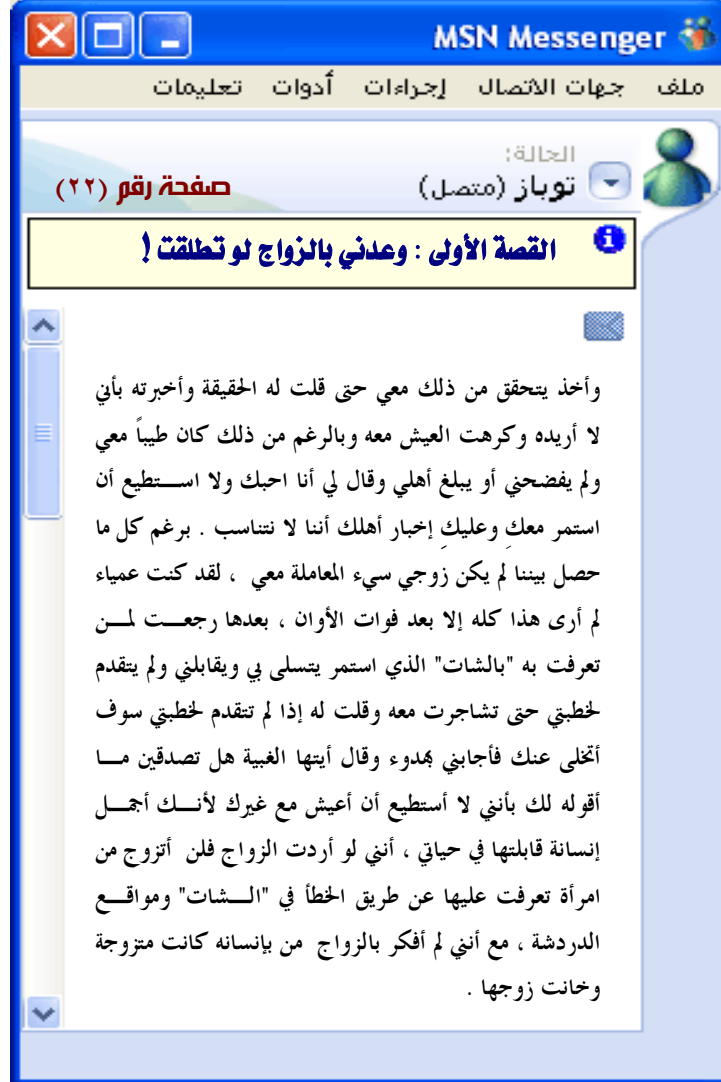 MSN Messenger
ملف جهات الاتصال إجراءات أدوات تعليمات
الحالة:
توباز (متصل)
صفحة رقم (٢٢)
القصة الأولى : وعدني بالزواج لو تطلقت !
وأخذ يتحقق من ذلك معي حتى قلت له الحقيقة وأخبرته بأني
لا أريده وكرهت العيش معه وبالرغم من ذلك كان طيباً معي
ولم يفضحني أو يبلغ أهلي وقال لي أنا احبك ولا استطيع أن
استمر معكِ وعليكِ إخبار أهلك أننا لا نتناسب . برغم كل ما
حصل بيننا لم يكن زوجي سيء المعاملة معي ، لقد كنت عمياء
لم أرى هذا كله إلا بعد فوات الأوان ، بعدها رجعت لمن
تعرفت به "بالشات" الذي استمر يتسلى بي ويقابلني ولم يتقدم
لخطبتي حتى تشاجرت معه وقلت له إذا لم تتقدم لخطبتي سوف
أتخلى عنك فأجابني بهدوء وقال أيتها الغبية هل تصدقين ما
أقوله لك بأنني لا أستطيع أن أعيش مع غيرك لأنك أجمل
إنسانة قابلتها في حياتي ، أنني لو أردت الزواج فلن أتزوج من
امرأة تعرفت عليها عن طريق الخطأ في "الشات" ومواقع
الدردشة ، مع أنني لم أفكر بالزواج من بإنسانه كانت متزوجة
وخانت زوجها .